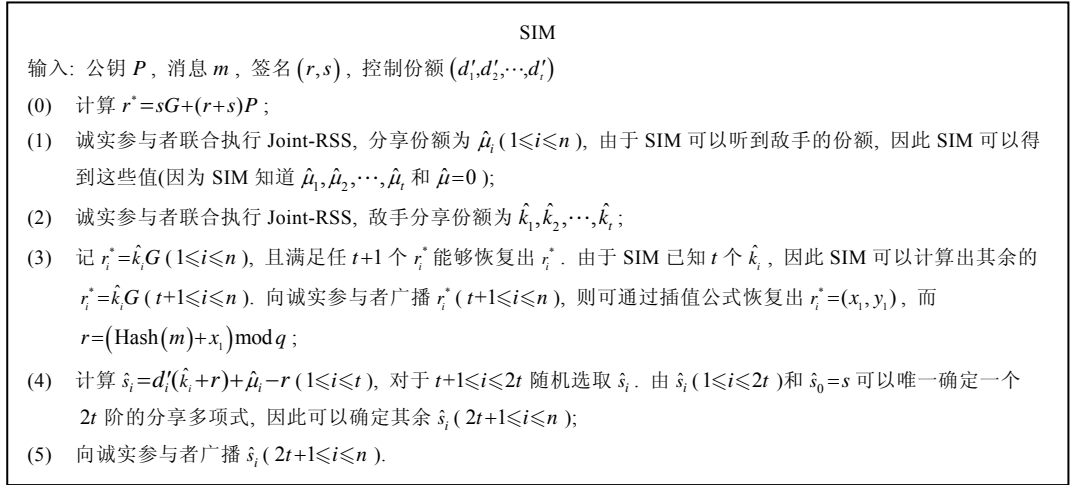 SIM
输入: 公钥 P , 消息 m , 签名 (r,s) , 控制份额 (d′₁,d′₂,⋯,d′ₜ)
(0) 计算 r*=sG+(r+s)P ;
(1) 诚实参与者联合执行 Joint-RSS, 分享份额为 μ̂ᵢ (1⩽i⩽n ), 由于 SIM 可以听到敌手的份额, 因此 SIM 可以得
到这些值(因为 SIM 知道 μ̂₁,μ̂₂,⋯,μ̂ₜ 和 μ̂=0 );
(2) 诚实参与者联合执行 Joint-RSS, 敌手分享份额为 k̂₁,k̂₂,⋯,k̂ₜ ;
(3) 记 rᵢ*=k̂ᵢG (1⩽i⩽n ), 且满足任 t+1 个 rᵢ* 能够恢复出 rᵢ* . 由于 SIM 已知 t 个 k̂ᵢ , 因此 SIM 可以计算出其余的
rᵢ*=k̂ᵢG ( t+1⩽i⩽n ). 向诚实参与者广播 rᵢ* ( t+1⩽i⩽n ), 则可通过插值公式恢复出 rᵢ*=(x₁, y₁) , 而
r=(Hash(m)+x₁)mod q ;
(4) 计算 ŝᵢ=d′ᵢ(k̂ᵢ+r)+μ̂ᵢ−r (1⩽i⩽t ), 对于 t+1⩽i⩽2t 随机选取 ŝᵢ . 由 ŝᵢ (1⩽i⩽2t )和 ŝ₀=s 可以唯一确定一个
2t 阶的分享多项式, 因此可以确定其余 ŝᵢ ( 2t+1⩽i⩽n );
(5) 向诚实参与者广播 ŝᵢ ( 2t+1⩽i⩽n ).